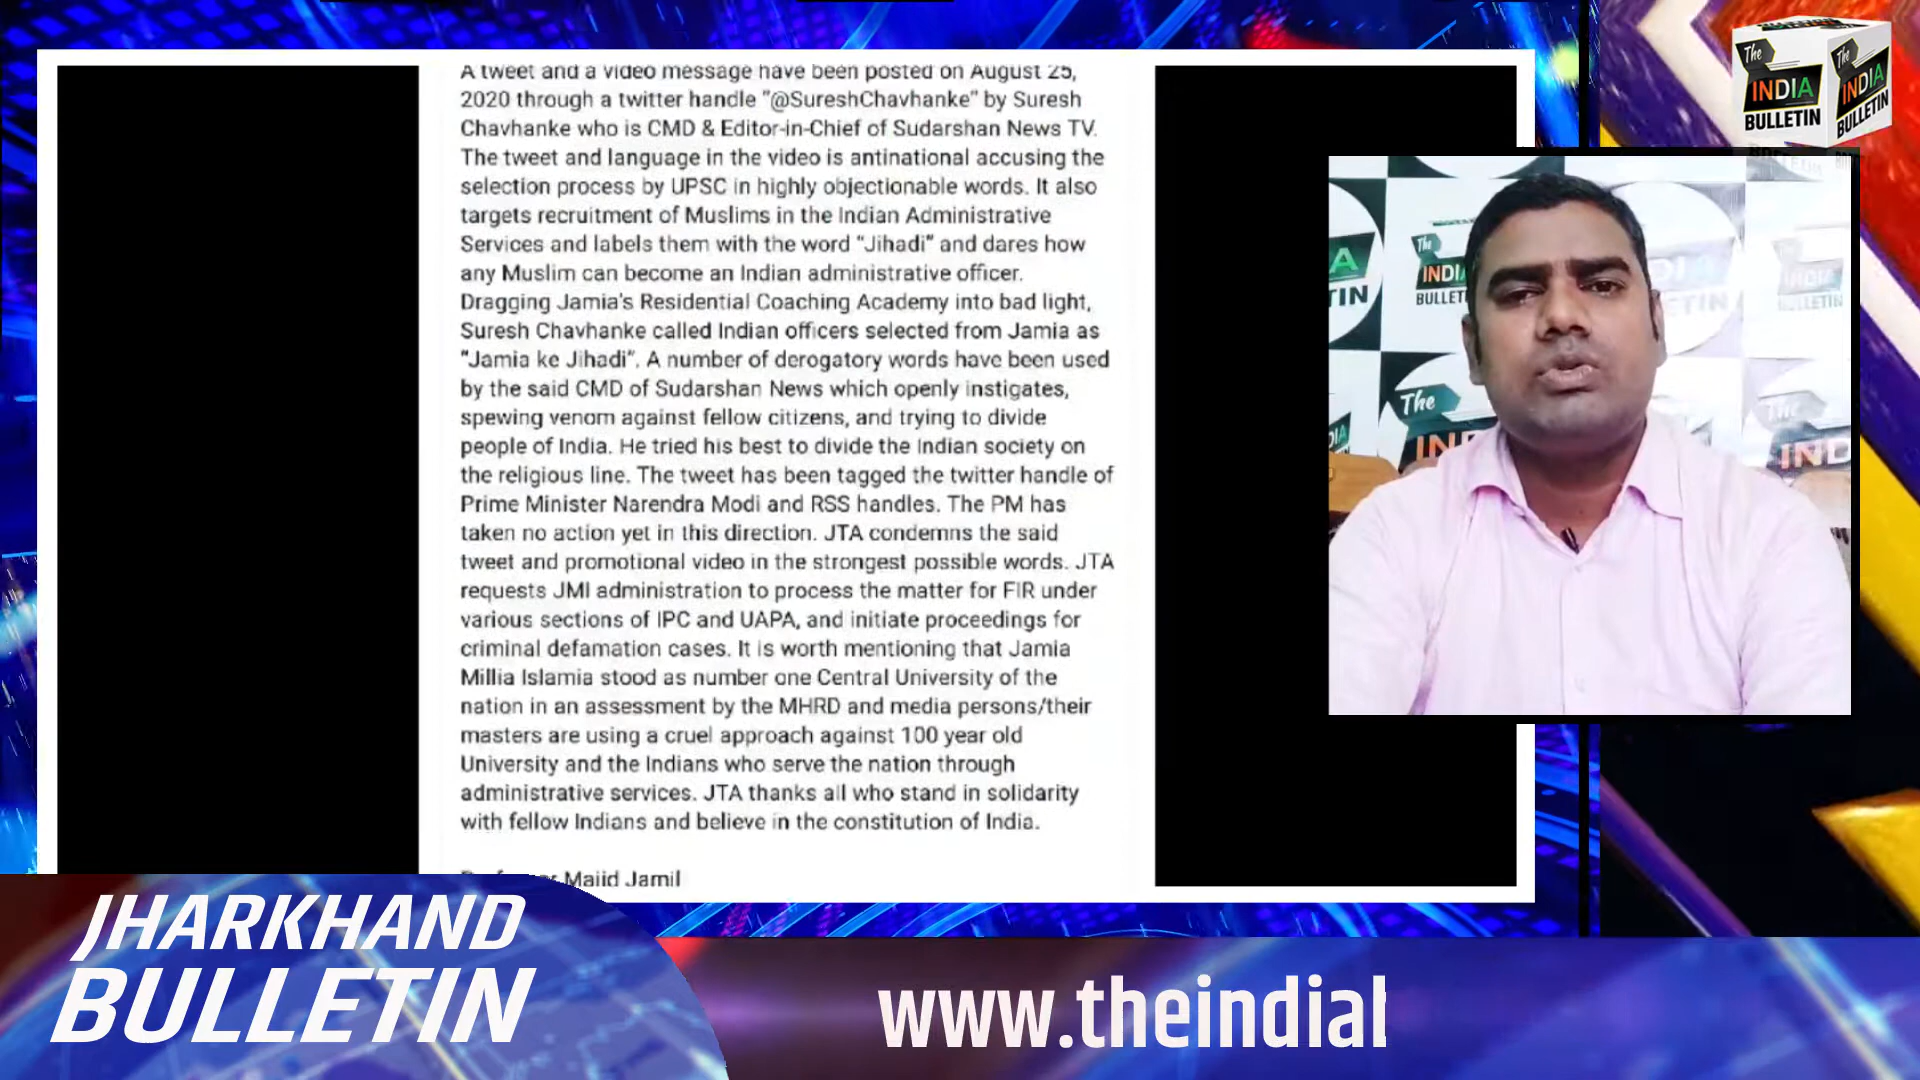 A tweet and a video message have been posted on August 25,
2020 through a twitter handle "@SureshChavhanke" by Suresh
Chavhanke who is CMD & Editor-in-Chief of Sudarshan News TV.
The tweet and language in the video is antinational accusing the
selection process by UPSC in highly objectionable words. It also
targets recruitment of Muslims in the Indian Administrative
Services and labels them with the word "Jihadi" and dares how
any Muslim can become an Indian administrative officer.
Dragging Jamia's Residential Coaching Academy into bad light,
Suresh Chavhanke called Indian officers selected from Jamia as
"Jamia ke Jihadi". A number of derogatory words have been used
by the said CMD of Sudarshan News which openly instigates,
spewing venom against fellow citizens, and trying to divide
people of India. He tried his best to divide the Indian society on
the religious line. The tweet has been tagged the twitter handle of
Prime Minister Narendra Modi and RSS handles. The PM has
taken no action yet in this direction. JTA condemns the said
tweet and promotional video in the strongest possible words. JTA
requests JMI administration to process the matter for FIR under
various sections of IPC and UAPA, and initiate proceedings for
criminal defamation cases. It is worth mentioning that Jamia
Millia Islamia stood as number one Central University of the
nation in an assessment by the MHRD and media persons/their
masters are using a cruel approach against 100 year old
University and the Indians who serve the nation through
administrative services. JTA thanks all who stand in solidarity
with fellow Indians and believe in the constitution of India.
Majid Jamil
The
INDIA
BULLETIN
The
INDIA
BULLETIN
The
INDI
BULLET
The
IND
JHARKHAND
BULLETIN
www.theindia